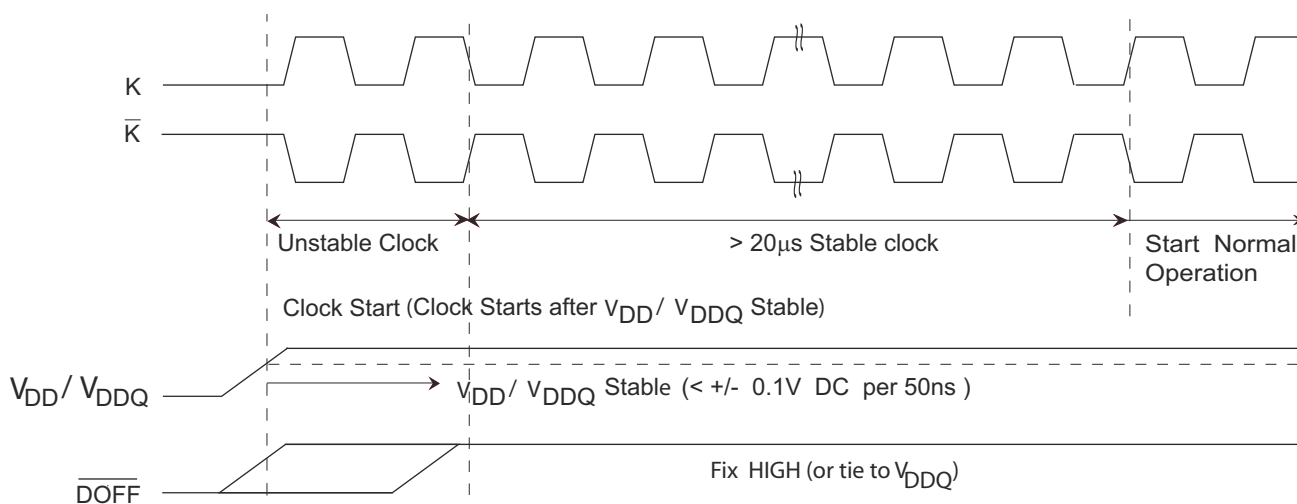 K
K̅
Unstable Clock
> 20μs Stable clock
Start Normal
Operation
Clock Start (Clock Starts after VDD / VDDQ Stable)
VDD / VDDQ
VDD / VDDQ Stable (< +/- 0.1V DC per 50ns )
D̅O̅F̅F̅
Fix HIGH (or tie to VDDQ)